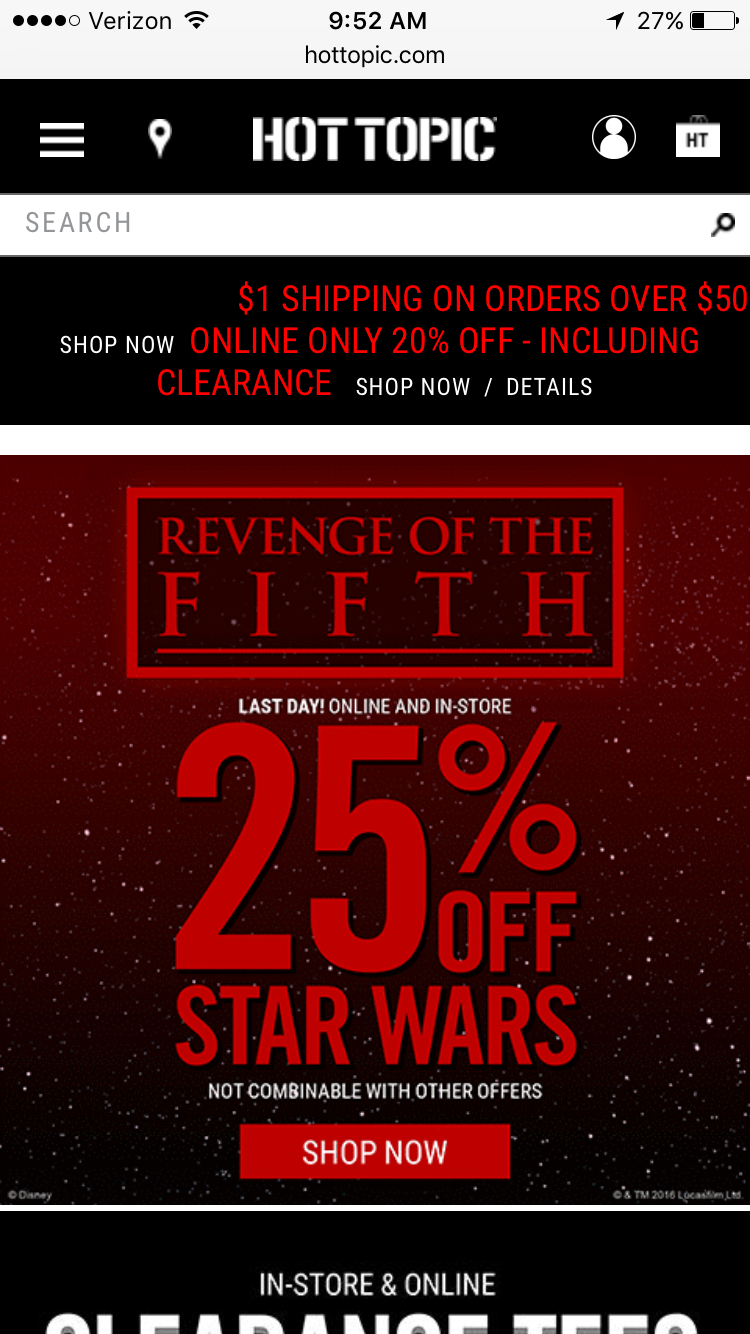 Verizon 9:52 AM 27%
hottopic.com
HOT TOPIC HT
SEARCH
$1 SHIPPING ON ORDERS OVER $50
SHOP NOW ONLINE ONLY 20% OFF - INCLUDING
CLEARANCE SHOP NOW / DETAILS
REVENGE OF THE
FIFTH
LAST DAY! ONLINE AND IN-STORE
25% OFF
STAR WARS
NOT COMBINABLE WITH OTHER OFFERS
SHOP NOW
© Disney © & TM 2016 Lucasfilm Ltd.
IN-STORE & ONLINE
CLEARANCE TEES